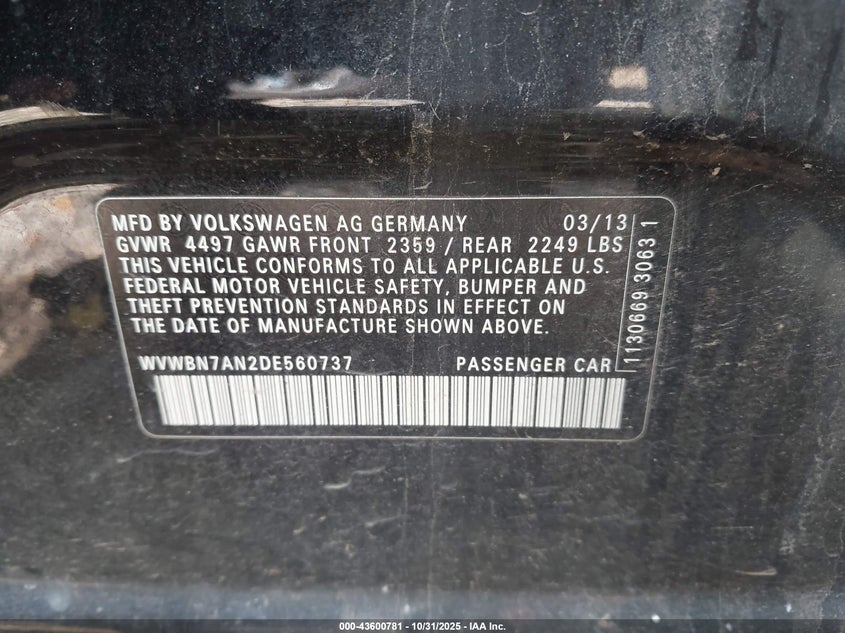 MFD BY VOLKSWAGEN AG GERMANY 03/13
GVWR 4497 GAWR FRONT 2359 / REAR 2249 LBS
THIS VEHICLE CONFORMS TO ALL APPLICABLE U.S.
FEDERAL MOTOR VEHICLE SAFETY, BUMPER AND
THEFT PREVENTION STANDARDS IN EFFECT ON
THE DATE OF MANUFACTURE SHOWN ABOVE.
WVWBN7AN2DE560737 PASSENGER CAR
1130669 30631
000-43600781 - 10/31/2025 - IAA Inc.